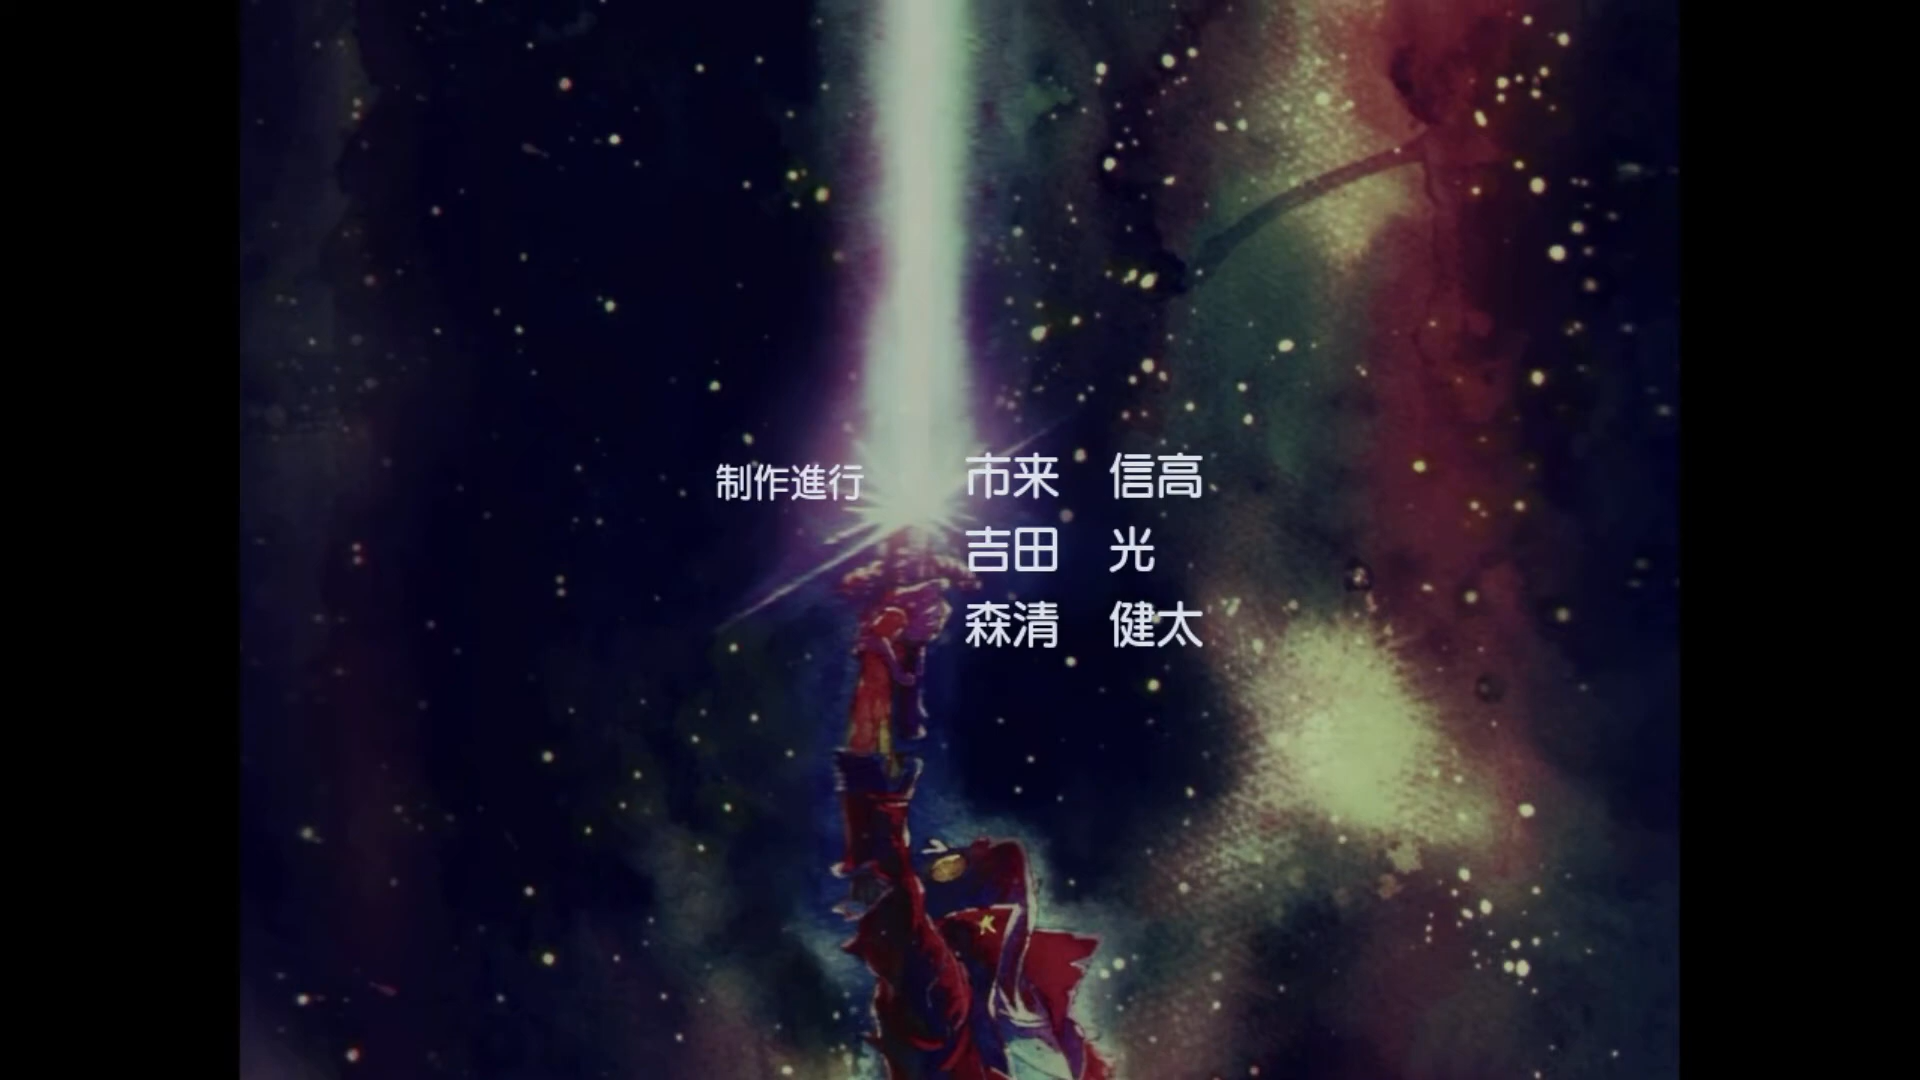 制作進行 市来 信高
吉田 光
森清 健太